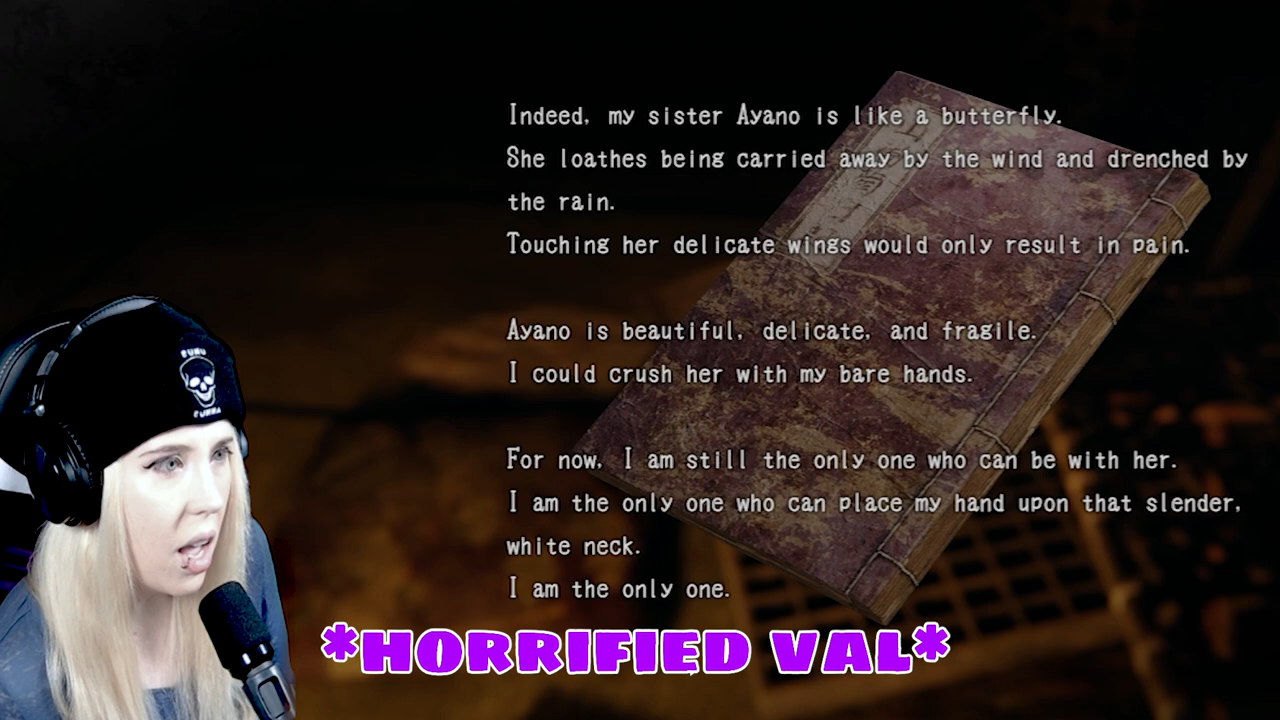 Indeed, my sister Ayano is like a butterfly.
She loathes being carried away by the wind and drenched by
the rain.
Touching her delicate wings would only result in pain.
Ayano is beautiful, delicate, and fragile.
I could crush her with my bare hands.
For now, I am still the only one who can be with her.
I am the only one who can place my hand upon that slender,
white neck.
I am the only one.
*HORRIFIED VAL*